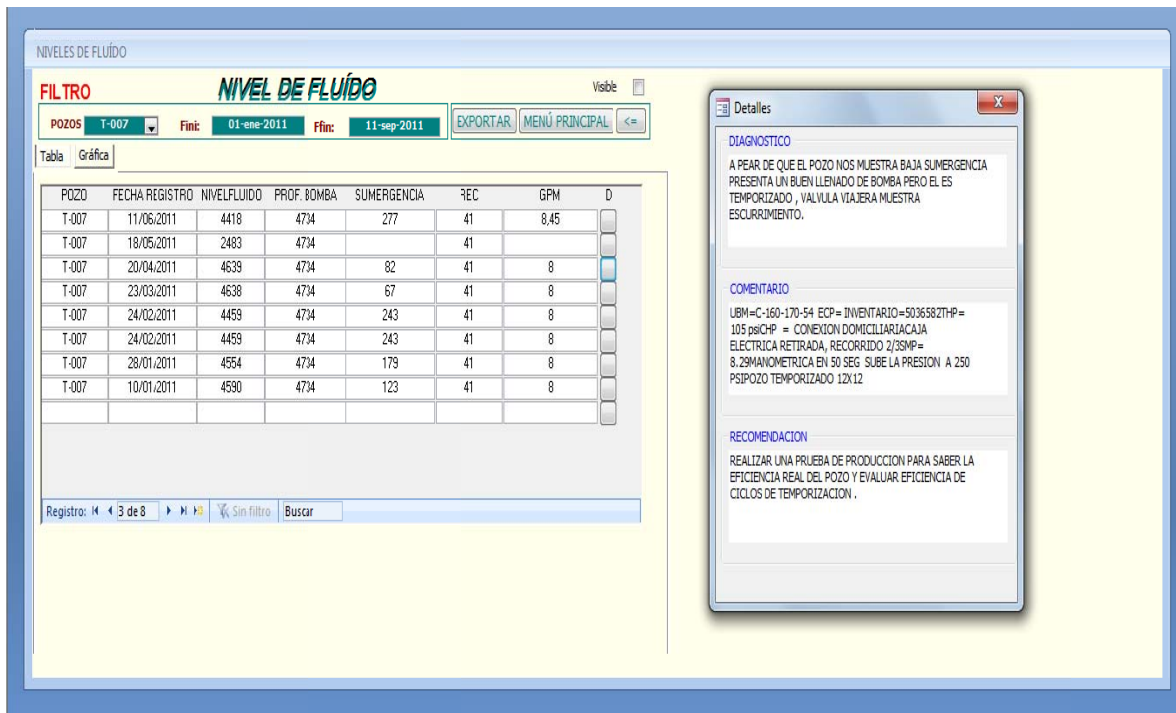 NIVELES DE FLUÍDO
FILTRO
NIVEL DE FLUÍDO
Visible
POZOS T-007 Fini: 01-ene-2011 Ffin: 11-sep-2011
EXPORTAR MENÚ PRINCIPAL <=
Tabla Gráfica
POZO FECHA REGISTRO NIVELFLUIDO PROF. BOMBA SUMERGENCIA REC GPM D
T-007 11/06/2011 4418 4734 277 41 8,45
T-007 18/05/2011 2483 4734 41
T-007 20/04/2011 4639 4734 82 41 8
T-007 23/03/2011 4638 4734 67 41 8
T-007 24/02/2011 4459 4734 243 41 8
T-007 24/02/2011 4459 4734 243 41 8
T-007 28/01/2011 4554 4734 179 41 8
T-007 10/01/2011 4590 4734 123 41 8
Registro: 3 de 8 Sin filtro Buscar
Detalles
DIAGNOSTICO
A PEAR DE QUE EL POZO NOS MUESTRA BAJA SUMERGENCIA
PRESENTA UN BUEN LLENADO DE BOMBA PERO EL ES
TEMPORIZADO , VALVULA VIAJERA MUESTRA
ESCURRIMIENTO.
COMENTARIO
UBM=C-160-170-54 ECP= INVENTARIO=5036582THP=
105 psiCHP = CONEXION DOMICILIARIACAJA
ELECTRICA RETIRADA, RECORRIDO 2/3SMP=
8.29MANOMETRICA EN 50 SEG SUBE LA PRESION A 250
PSIPOZO TEMPORIZADO 12X12
RECOMENDACION
REALIZAR UNA PRUEBA DE PRODUCCION PARA SABER LA
EFICIENCIA REAL DEL POZO Y EVALUAR EFICIENCIA DE
CICLOS DE TEMPORIZACION .